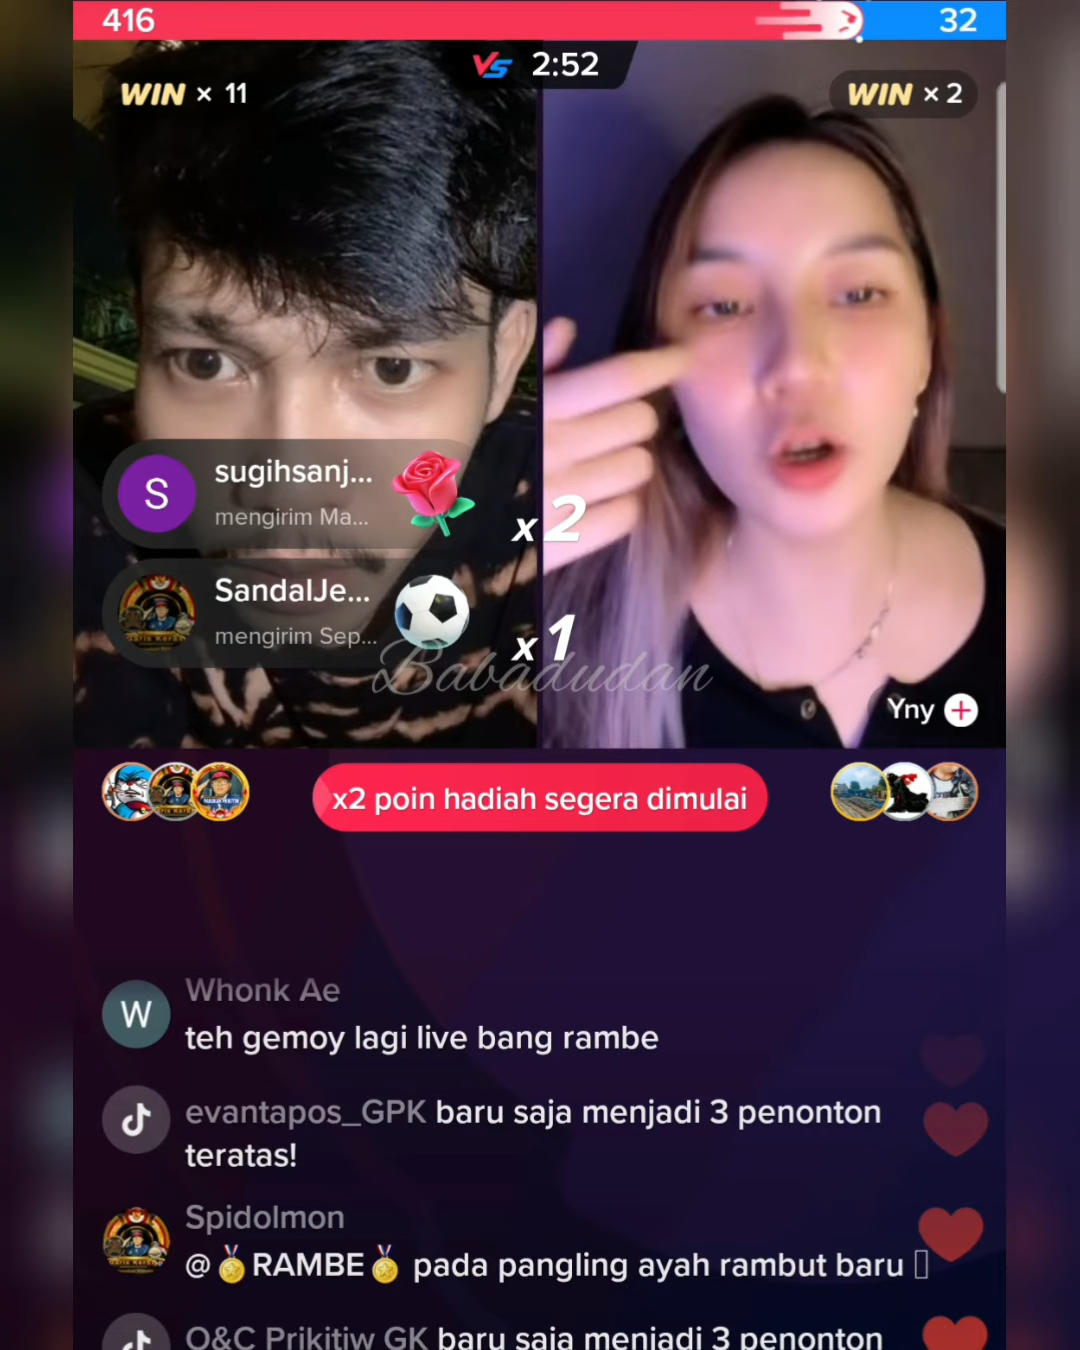 416
32
VS 2:52
WIN × 11
WIN × 2
S
sugihsanj...
mengirim Ma...
x2
SandalJe...
mengirim Sep...
x1
Babadudan
Yny
x2 poin hadiah segera dimulai
W
Whonk Ae
teh gemoy lagi live bang rambe
evantapos_GPK baru saja menjadi 3 penonton
teratas!
Spidolmon
@🏅RAMBE🏅 pada pangling ayah rambut baru
O&C Prikitiw GK baru saja menjadi 3 penonton